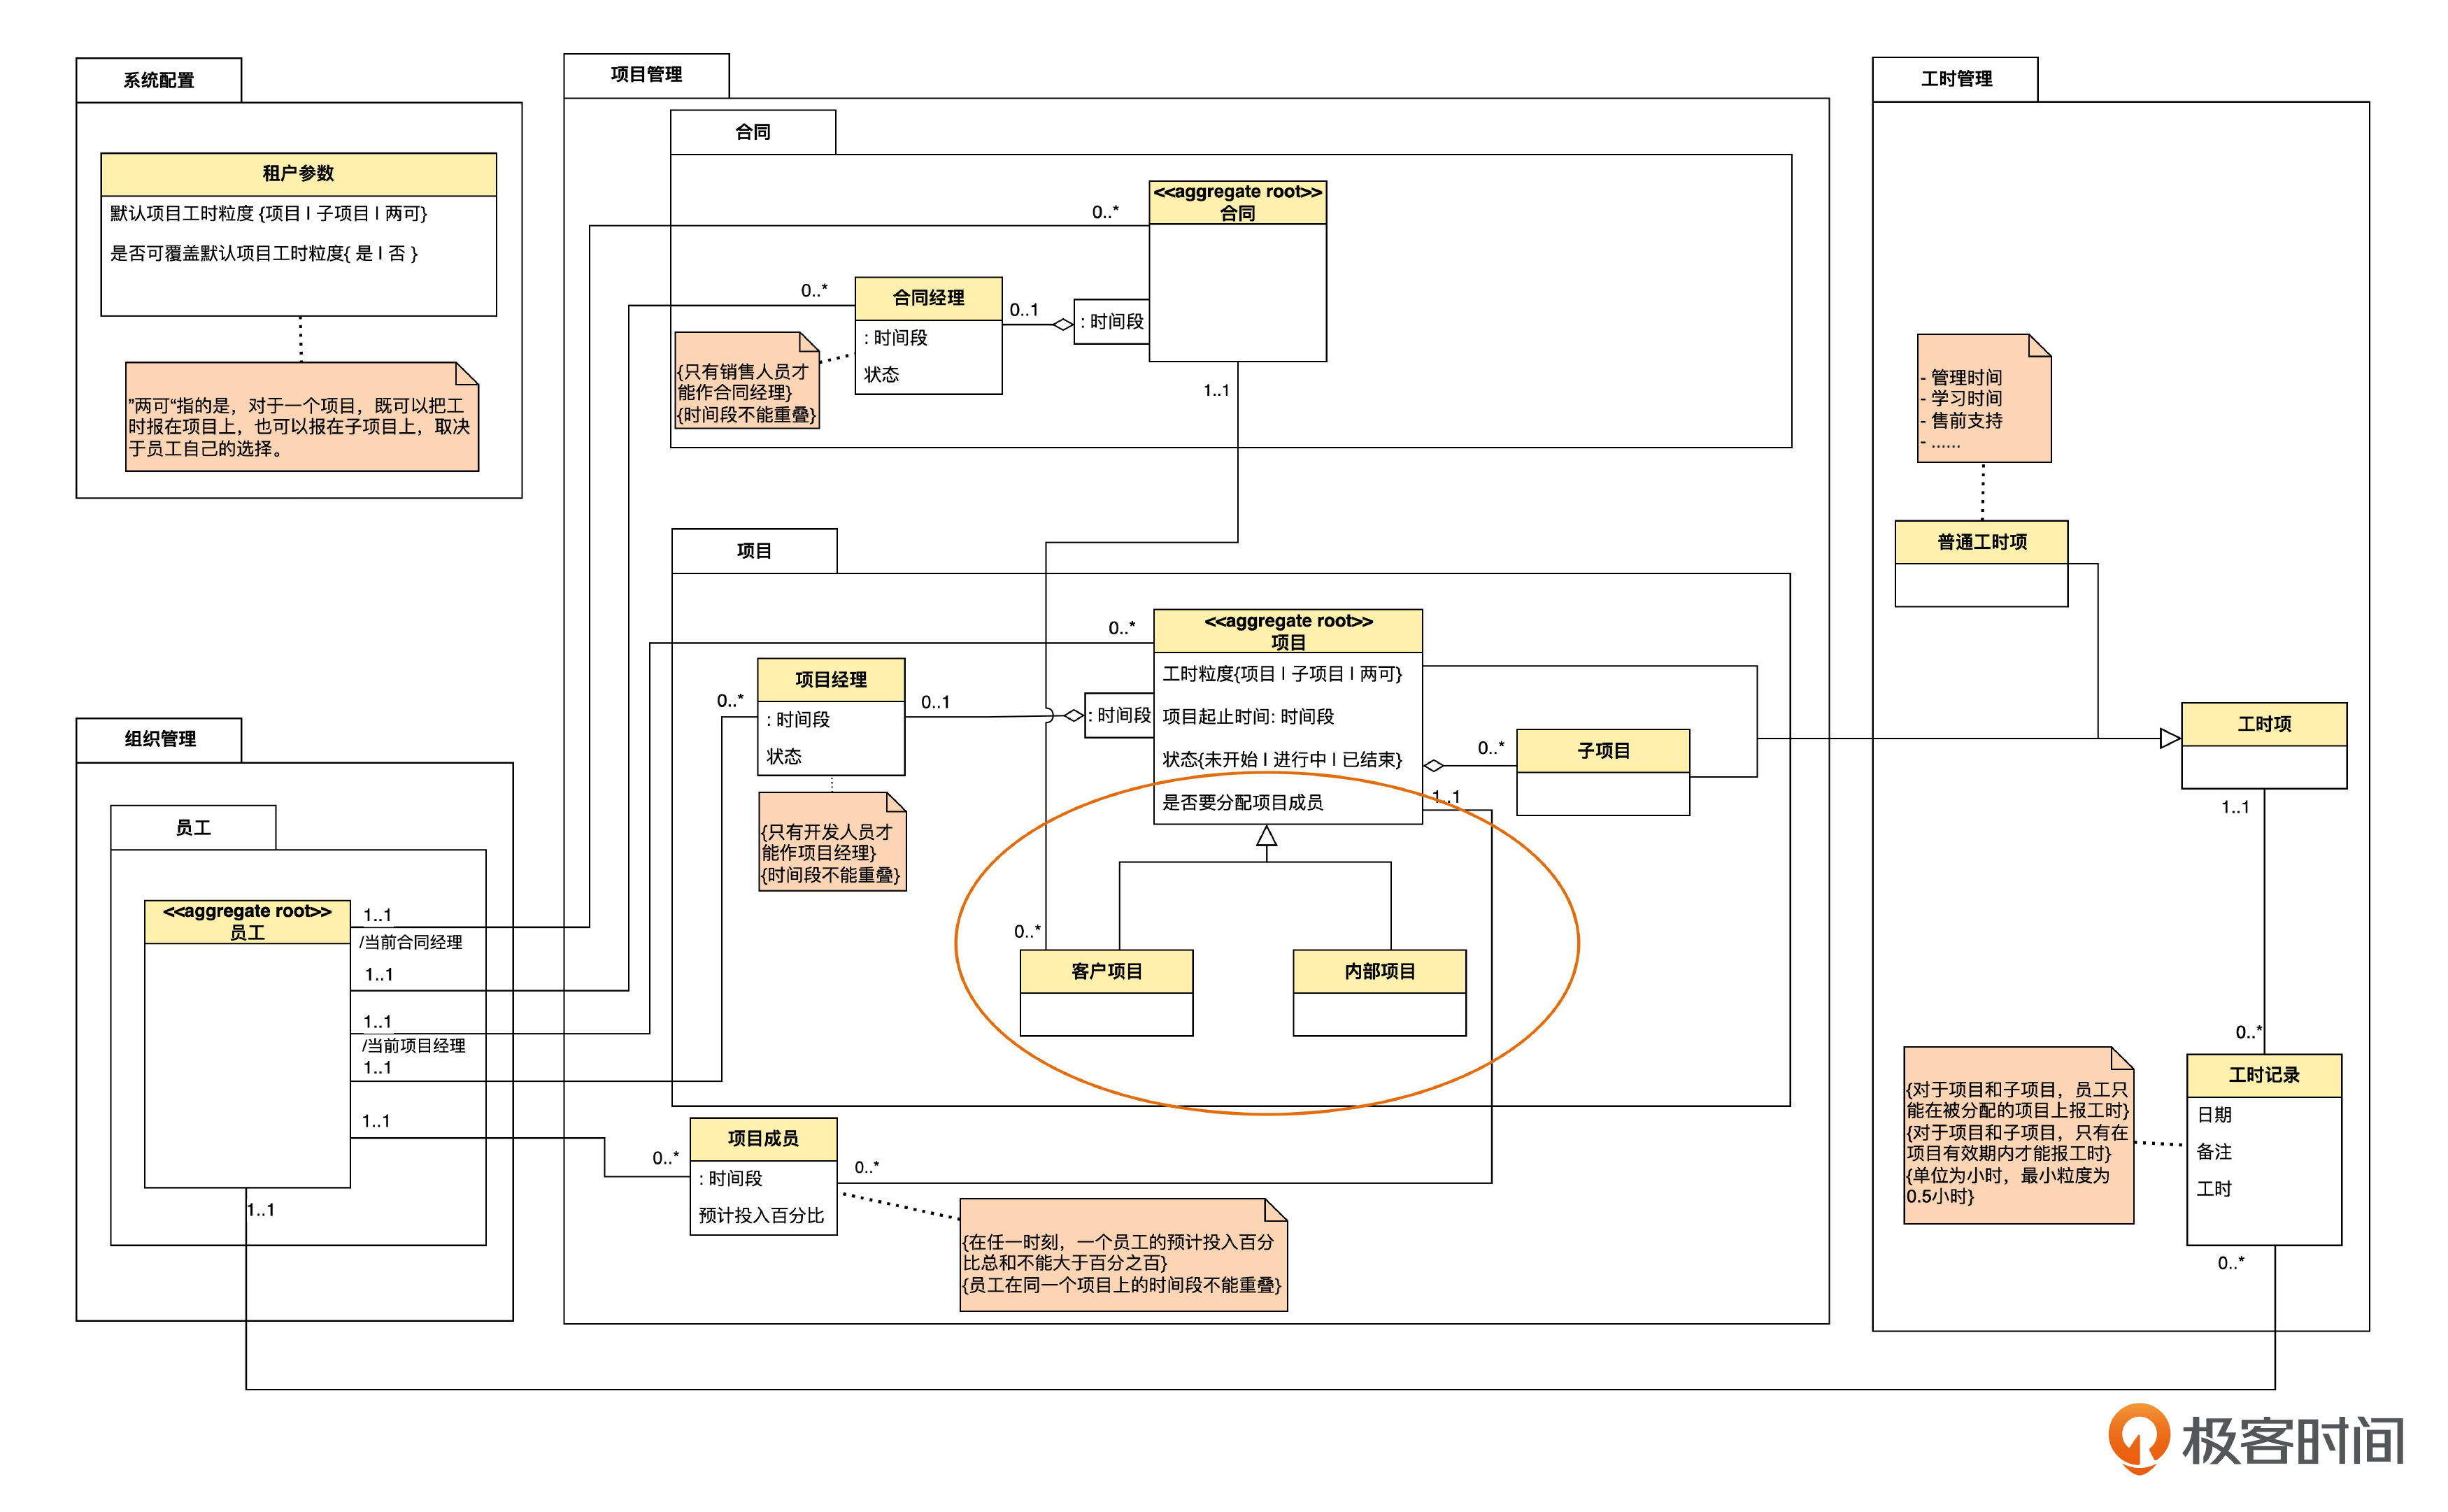 系统配置
租户参数
默认项目工时粒度 {项目 | 子项目 | 两可}
是否可覆盖默认项目工时粒度{ 是 | 否 }
”两可“指的是，对于一个项目，既可以把工
时报在项目上，也可以报在子项目上，取决
于员工自己的选择。
项目管理
合同
<<aggregate root>>
合同
0..*
0..*
合同经理
: 时间段
状态
0..1
: 时间段
{只有销售人员才
能作合同经理}
{时间段不能重叠}
1..1
项目
<<aggregate root>>
项目
工时粒度{项目 | 子项目 | 两可}
项目起止时间: 时间段
状态{未开始 | 进行中 | 已结束}
是否要分配项目成员
0..*
项目经理
: 时间段
状态
0..*
0..1
: 时间段
{只有开发人员才
能作项目经理}
{时间段不能重叠}
0..*
子项目
1..1
0..*
客户项目
内部项目
组织管理
员工
<<aggregate root>>
员工
1..1
/当前合同经理
1..1
1..1
/当前项目经理
1..1
1..1
1..1
0..*
项目成员
: 时间段
预计投入百分比
0..*
{在任一时刻，一个员工的预计投入百分
比总和不能大于百分之百}
{员工在同一个项目上的时间段不能重叠}
工时管理
- 管理时间
- 学习时间
- 售前支持
- ......
普通工时项
工时项
1..1
0..*
工时记录
日期
备注
工时
{对于项目和子项目，员工只
能在被分配的项目上报工时}
{对于项目和子项目，只有在
项目有效期内才能报工时}
{单位为小时，最小粒度为
0.5小时}
0..*
极客时间